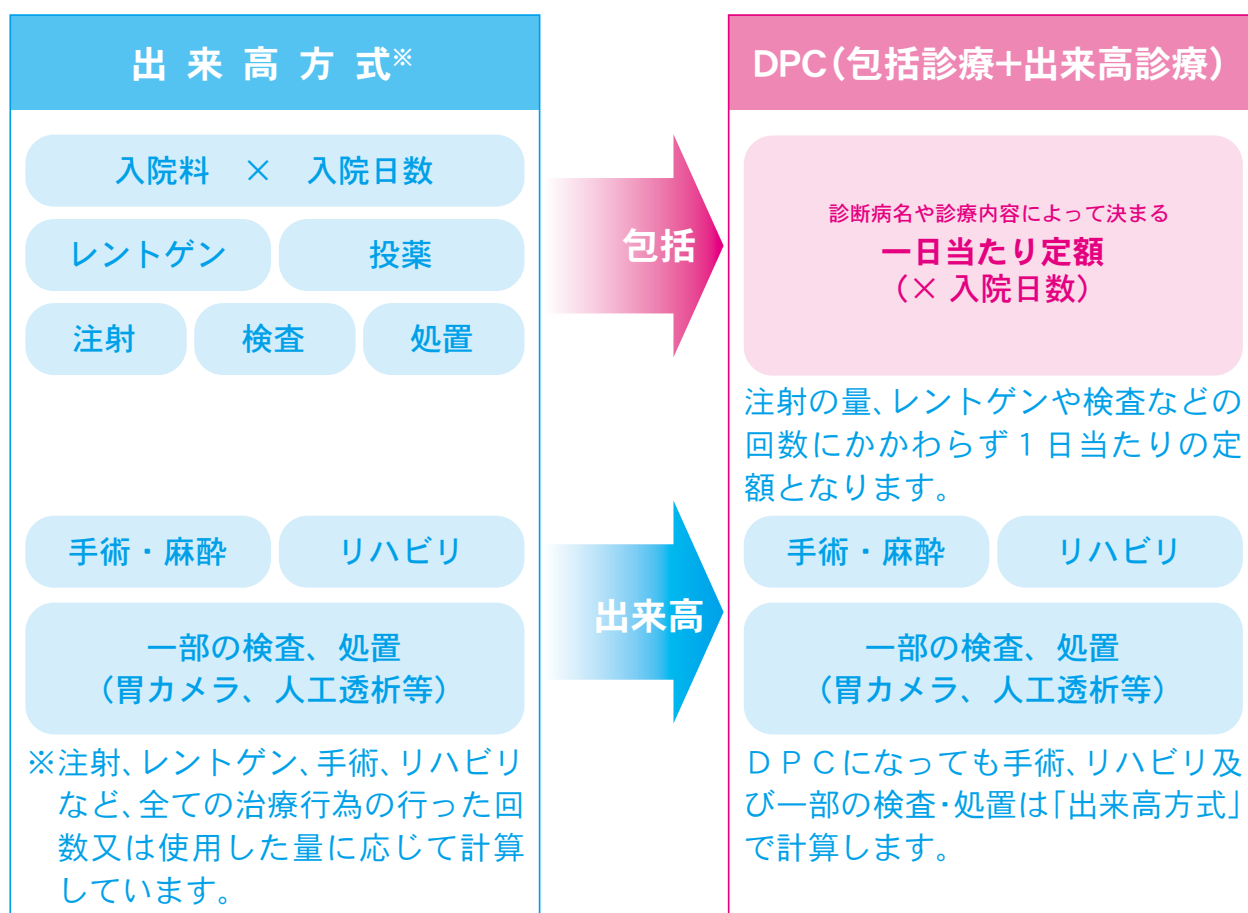 出来高方式※
入院料 × 入院日数
レントゲン
投薬
注射
検査
処置
手術・麻酔
リハビリ
一部の検査、処置
（胃カメラ、人工透析等）
※注射、レントゲン、手術、リハビリ
など、全ての治療行為の行った回
数又は使用した量に応じて計算
しています。
包括
出来高
DPC（包括診療＋出来高診療）
診断病名や診療内容によって決まる
一日当たり定額
（× 入院日数）
注射の量、レントゲンや検査などの
回数にかかわらず１日当たりの定
額となります。
手術・麻酔
リハビリ
一部の検査、処置
（胃カメラ、人工透析等）
ＤＰＣになっても手術、リハビリ及
び一部の検査・処置は「出来高方式」
で計算します。